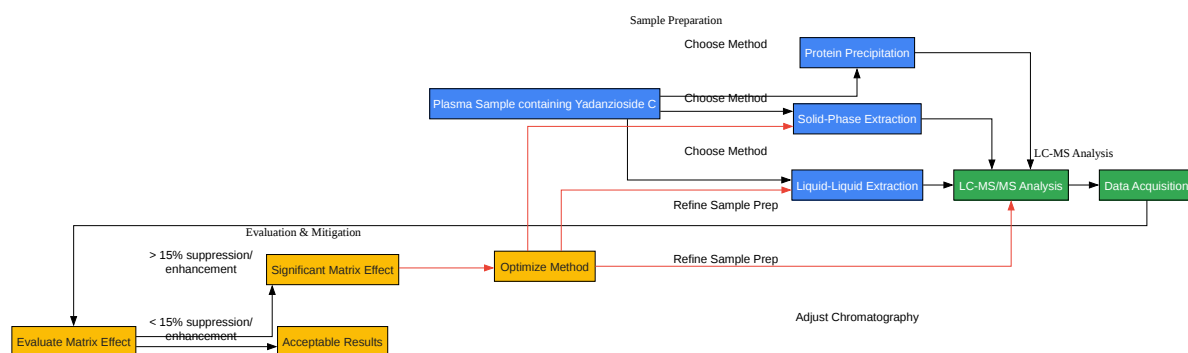 Sample Preparation
Choose Method
Protein Precipitation
Plasma Sample containing Yadanzioside C
Choose Method
Solid-Phase Extraction
Choose Method
LC-MS Analysis
Liquid-Liquid Extraction
LC-MS/MS Analysis
Data Acquisition
Refine Sample Prep
Evaluation & Mitigation
> 15% suppression/
enhancement
Significant Matrix Effect
Optimize Method
Refine Sample Prep
Adjust Chromatography
< 15% suppression/
enhancement
Evaluate Matrix Effect
Acceptable Results